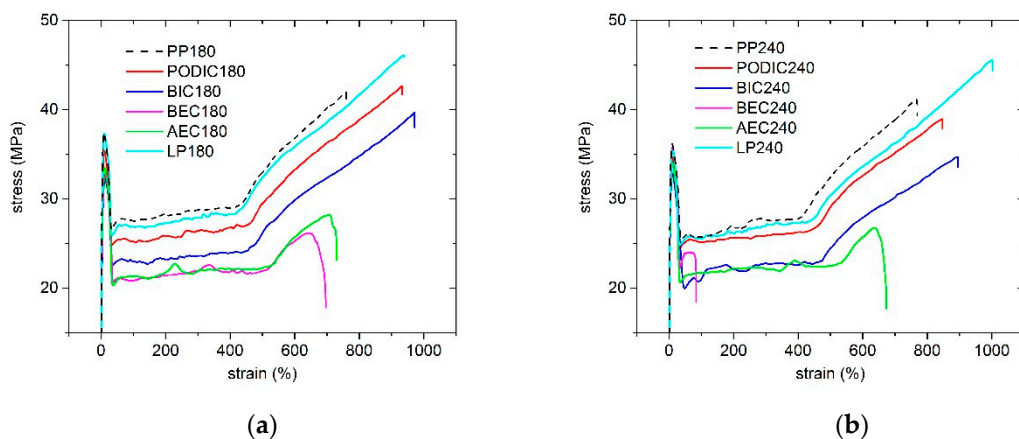 50
40
30
20
stress (MPa)
PP180
PODIC180
BIC180
BEC180
AEC180
LP180
0 200 400 600 800 1000
strain (%)
(a)
50
40
30
20
stress (MPa)
PP240
PODIC240
BIC240
BEC240
AEC240
LP240
0 200 400 600 800 1000
strain (%)
(b)